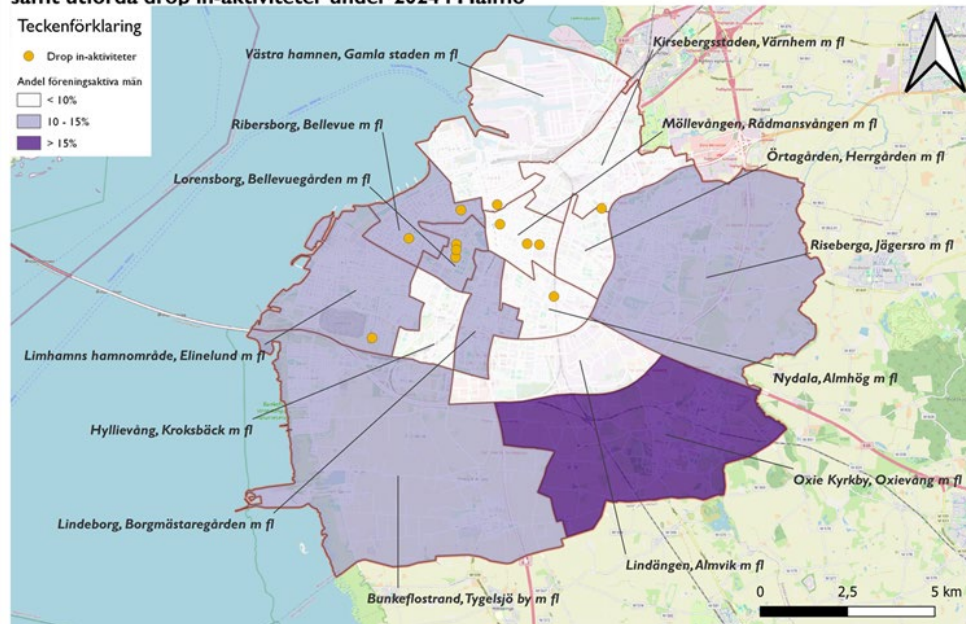 samt utförda drop in-aktiviteter under 2024 i Malmö
Teckenförklaring
Drop in-aktiviteter
Andel föreningsaktiva män
< 10%
10 - 15%
> 15%
Kirsebergsstaden, Värnhem m fl
Västra hamnen, Gamla staden m fl
Ribersborg, Bellevue m fl
Möllevången, Rådmansvången m fl
Örtagården, Herrgården m fl
Lorensborg, Bellevuegården m fl
Riseberga, Jägersro m fl
Limhamns hamnområde, Elinelund m fl
Nydala, Almhög m fl
Hyllievång, Kroksbäck m fl
Oxie Kyrkby, Oxievång m fl
Lindeborg, Borgmästaregården m fl
Lindängen, Almvik m fl
Bunkeflostrand, Tygelsjö by m fl
0 2,5 5 km